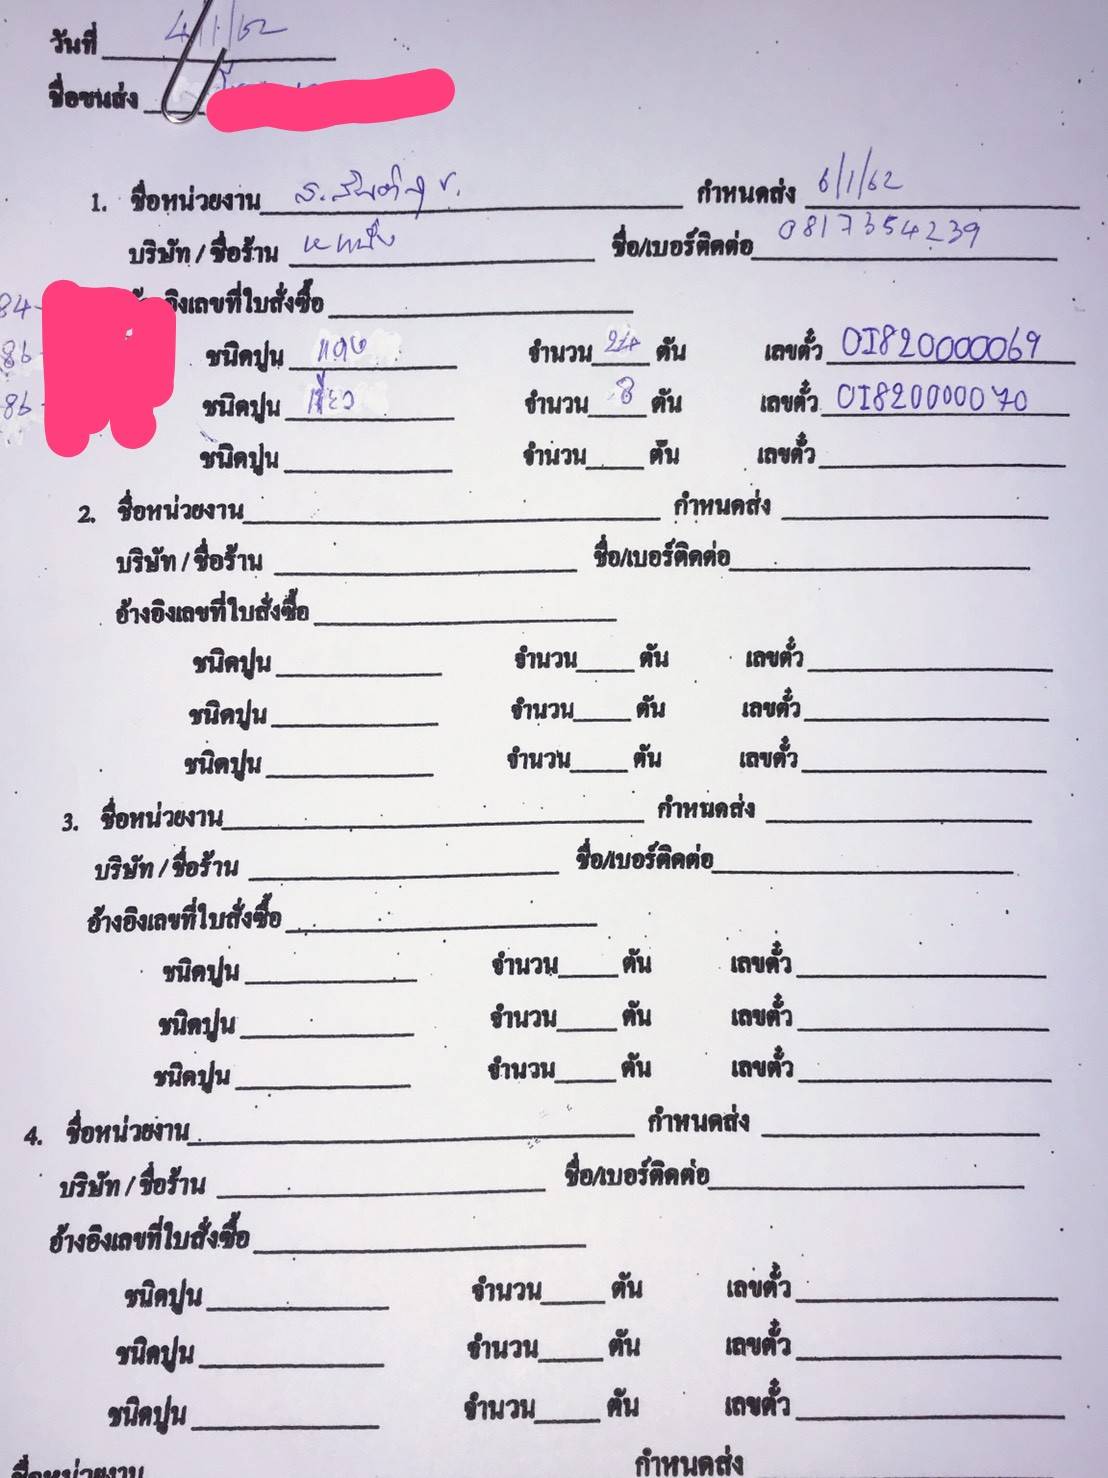 วันที่ 4/1/62
ชื่อขนส่ง
1. ชื่อหน่วยงาน กำหนดส่ง 6/1/62
บริษัท / ชื่อร้าน ชื่อ/เบอร์ติดต่อ 0817354239
อ้างอิงเลขที่ใบสั่งซื้อ
84-
86 ชนิดปูน แดง จำนวน 24 ตัน เลขตั๋ว OI820000069
86- ชนิดปูน เขียว จำนวน 8 ตัน เลขตั๋ว OI820000070
ชนิดปูน จำนวน ตัน เลขตั๋ว
2. ชื่อหน่วยงาน กำหนดส่ง
บริษัท / ชื่อร้าน ชื่อ/เบอร์ติดต่อ
อ้างอิงเลขที่ใบสั่งซื้อ
ชนิดปูน จำนวน ตัน เลขตั๋ว
ชนิดปูน จำนวน ตัน เลขตั๋ว
ชนิดปูน จำนวน ตัน เลขตั๋ว
3. ชื่อหน่วยงาน กำหนดส่ง
บริษัท / ชื่อร้าน ชื่อ/เบอร์ติดต่อ
อ้างอิงเลขที่ใบสั่งซื้อ
ชนิดปูน จำนวน ตัน เลขตั๋ว
ชนิดปูน จำนวน ตัน เลขตั๋ว
ชนิดปูน จำนวน ตัน เลขตั๋ว
4. ชื่อหน่วยงาน กำหนดส่ง
บริษัท / ชื่อร้าน ชื่อ/เบอร์ติดต่อ
อ้างอิงเลขที่ใบสั่งซื้อ
ชนิดปูน จำนวน ตัน เลขตั๋ว
ชนิดปูน จำนวน ตัน เลขตั๋ว
ชนิดปูน จำนวน ตัน เลขตั๋ว
ชื่อหน่วยงาน กำหนดส่ง